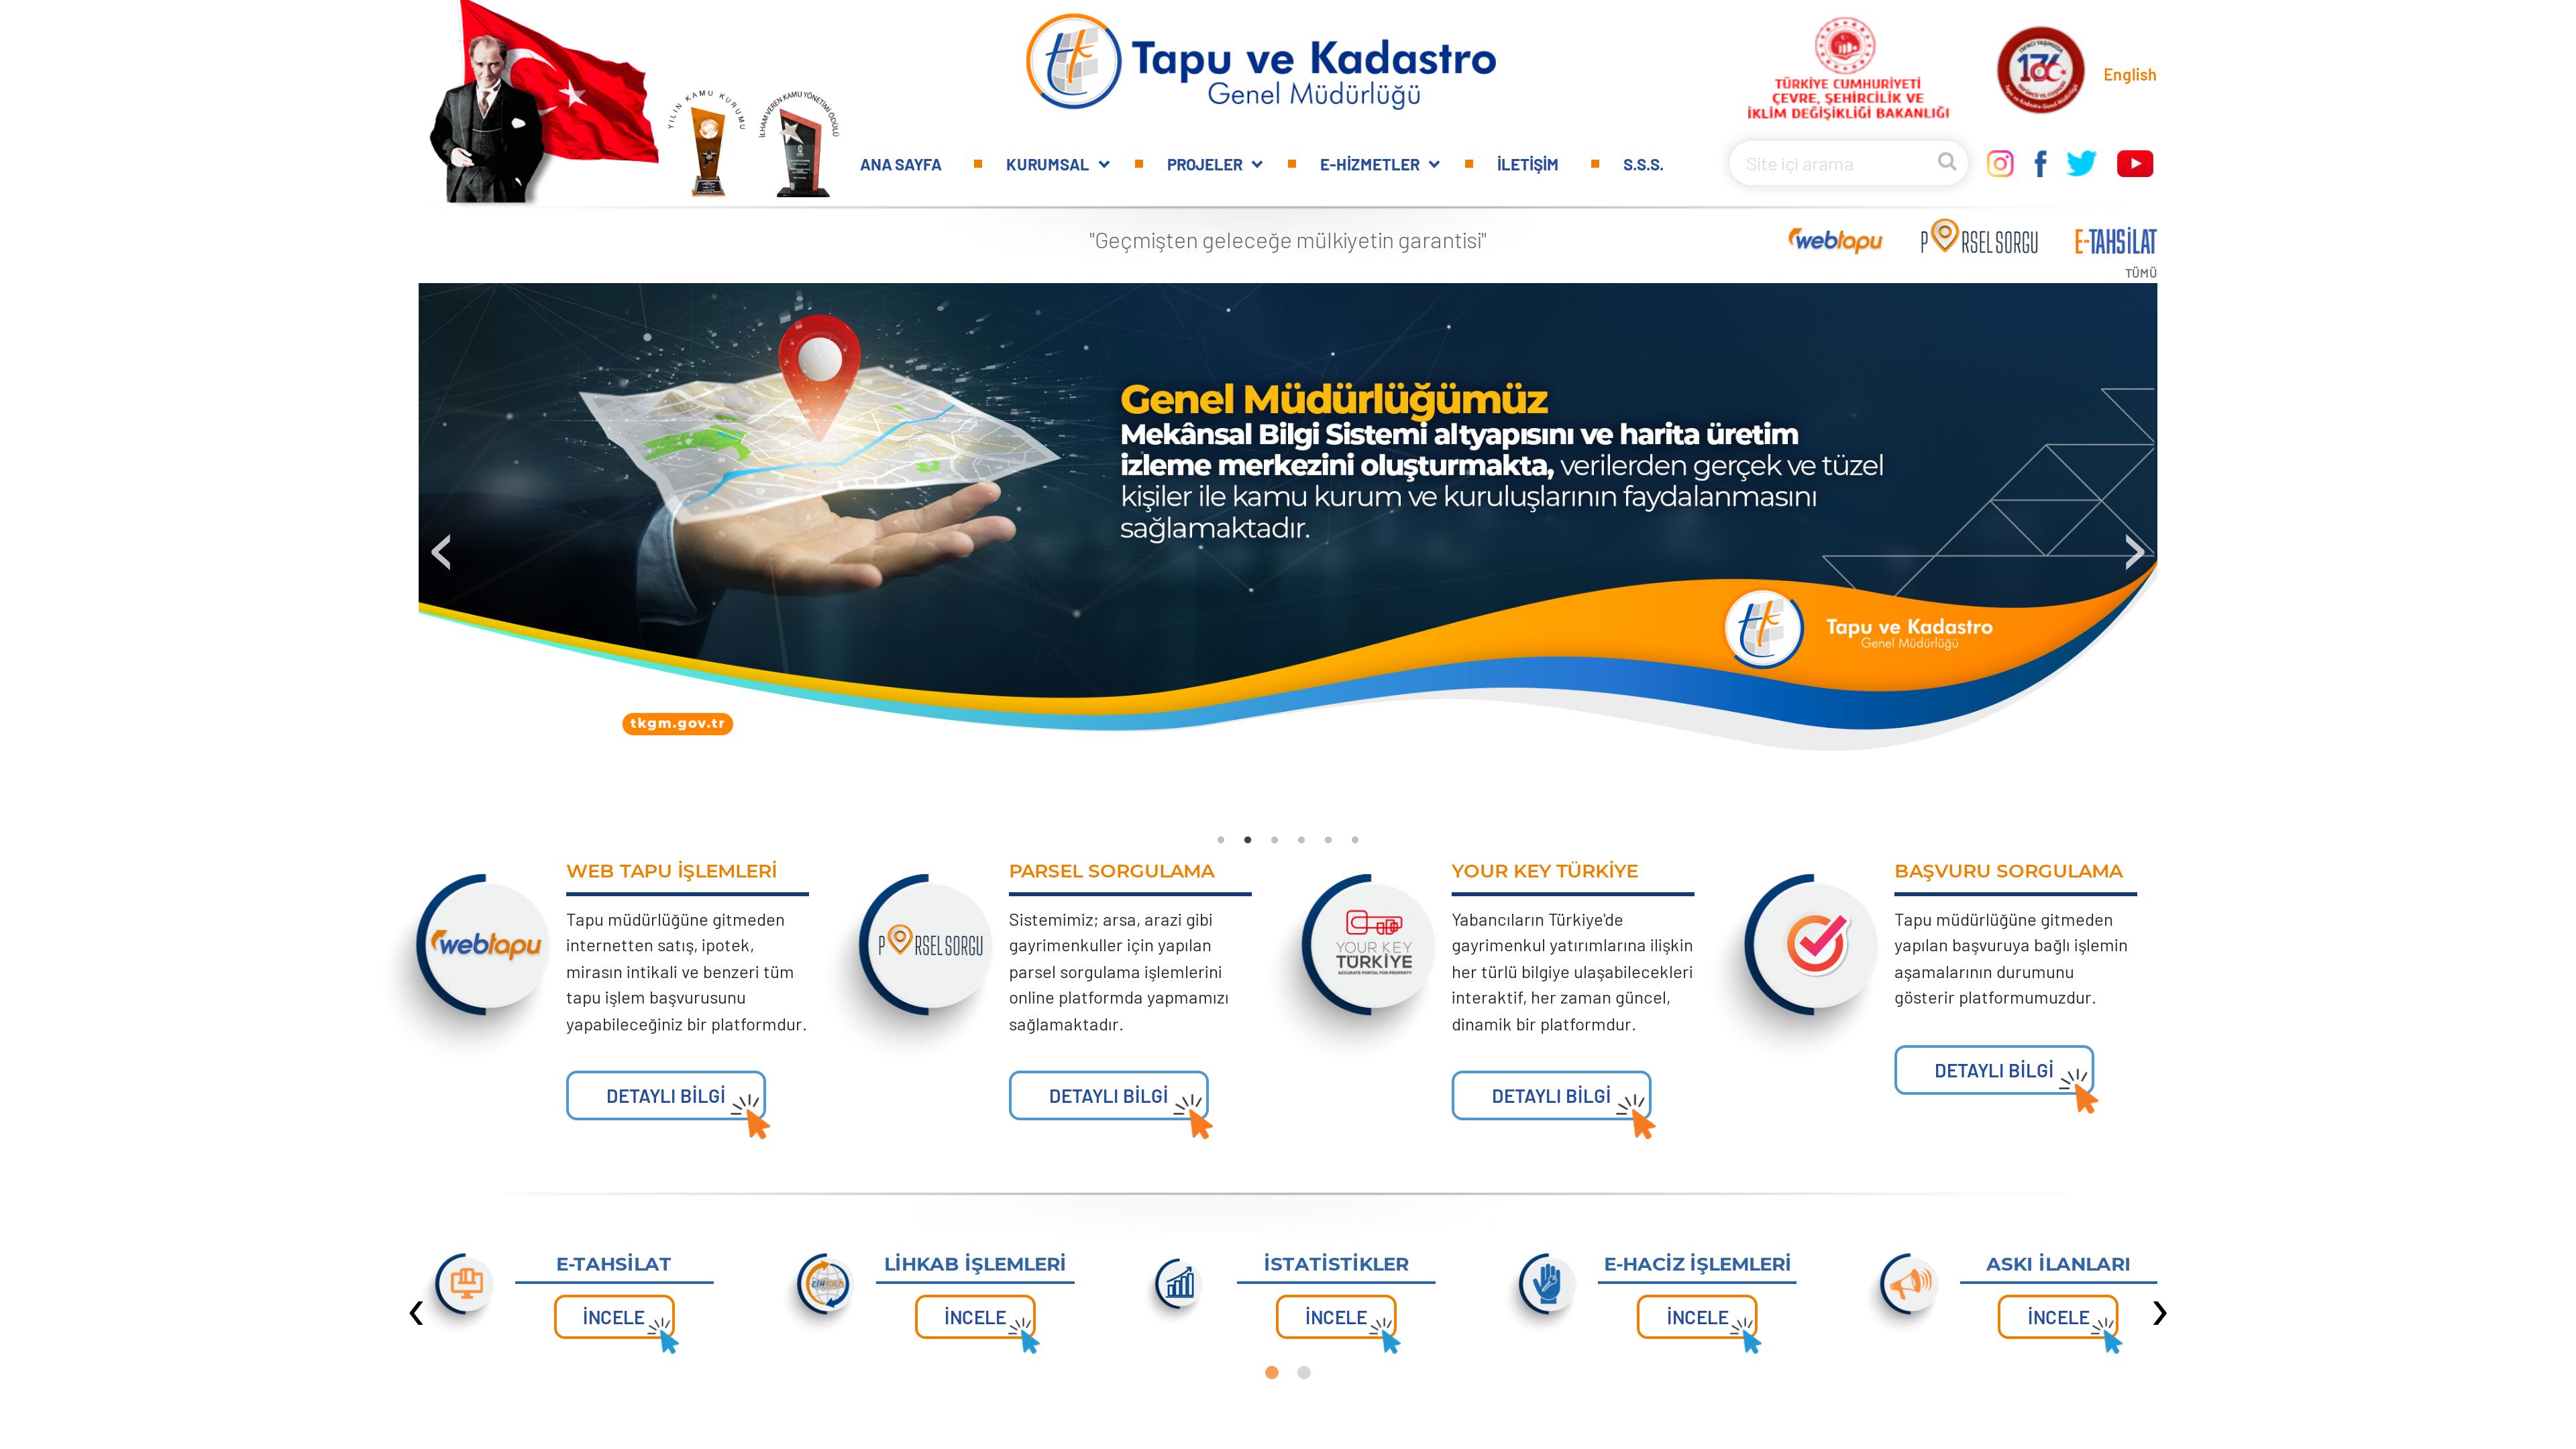 YILIN KAMU KURUMU
İLHAM VEREN KAMU YÖNETİMİ ÖDÜLÜ
Tapu ve Kadastro
Genel Müdürlüğü
TÜRKİYE CUMHURİYETİ
ÇEVRE, ŞEHİRCİLİK VE
İKLİM DEĞİŞİKLİĞİ BAKANLIĞI
English
ANA SAYFA
KURUMSAL
PROJELER
E-HİZMETLER
İLETİŞİM
S.S.S.
Site içi arama
"Geçmişten geleceğe mülkiyetin garantisi"
webtapu
PARSEL SORGU
E-TAHSİLAT
TÜMÜ
Genel Müdürlüğümüz
Mekânsal Bilgi Sistemi altyapısını ve harita üretim
izleme merkezini oluşturmakta, verilerden gerçek ve tüzel
kişiler ile kamu kurum ve kuruluşlarının faydalanmasını
sağlamaktadır.
Tapu ve Kadastro
Genel Müdürlüğü
tkgm.gov.tr
webtapu
WEB TAPU İŞLEMLERİ
Tapu müdürlüğüne gitmeden
internetten satış, ipotek,
mirasın intikali ve benzeri tüm
tapu işlem başvurusunu
yapabileceğiniz bir platformdur.
DETAYLI BİLGİ
PARSEL SORGU
PARSEL SORGULAMA
Sistemimiz; arsa, arazi gibi
gayrimenkuller için yapılan
parsel sorgulama işlemlerini
online platformda yapmamızı
sağlamaktadır.
DETAYLI BİLGİ
YOUR KEY
TÜRKİYE
ACCURATE PORTAL FOR PROPERTY
YOUR KEY TÜRKİYE
Yabancıların Türkiye'de
gayrimenkul yatırımlarına ilişkin
her türlü bilgiye ulaşabilecekleri
interaktif, her zaman güncel,
dinamik bir platformdur.
DETAYLI BİLGİ
BAŞVURU SORGULAMA
Tapu müdürlüğüne gitmeden
yapılan başvuruya bağlı işlemin
aşamalarının durumunu
gösterir platformumuzdur.
DETAYLI BİLGİ
E-TAHSİLAT
İNCELE
LİHKAB
LİHKAB İŞLEMLERİ
İNCELE
İSTATİSTİKLER
İNCELE
E-HACİZ İŞLEMLERİ
İNCELE
ASKI İLANLARI
İNCELE